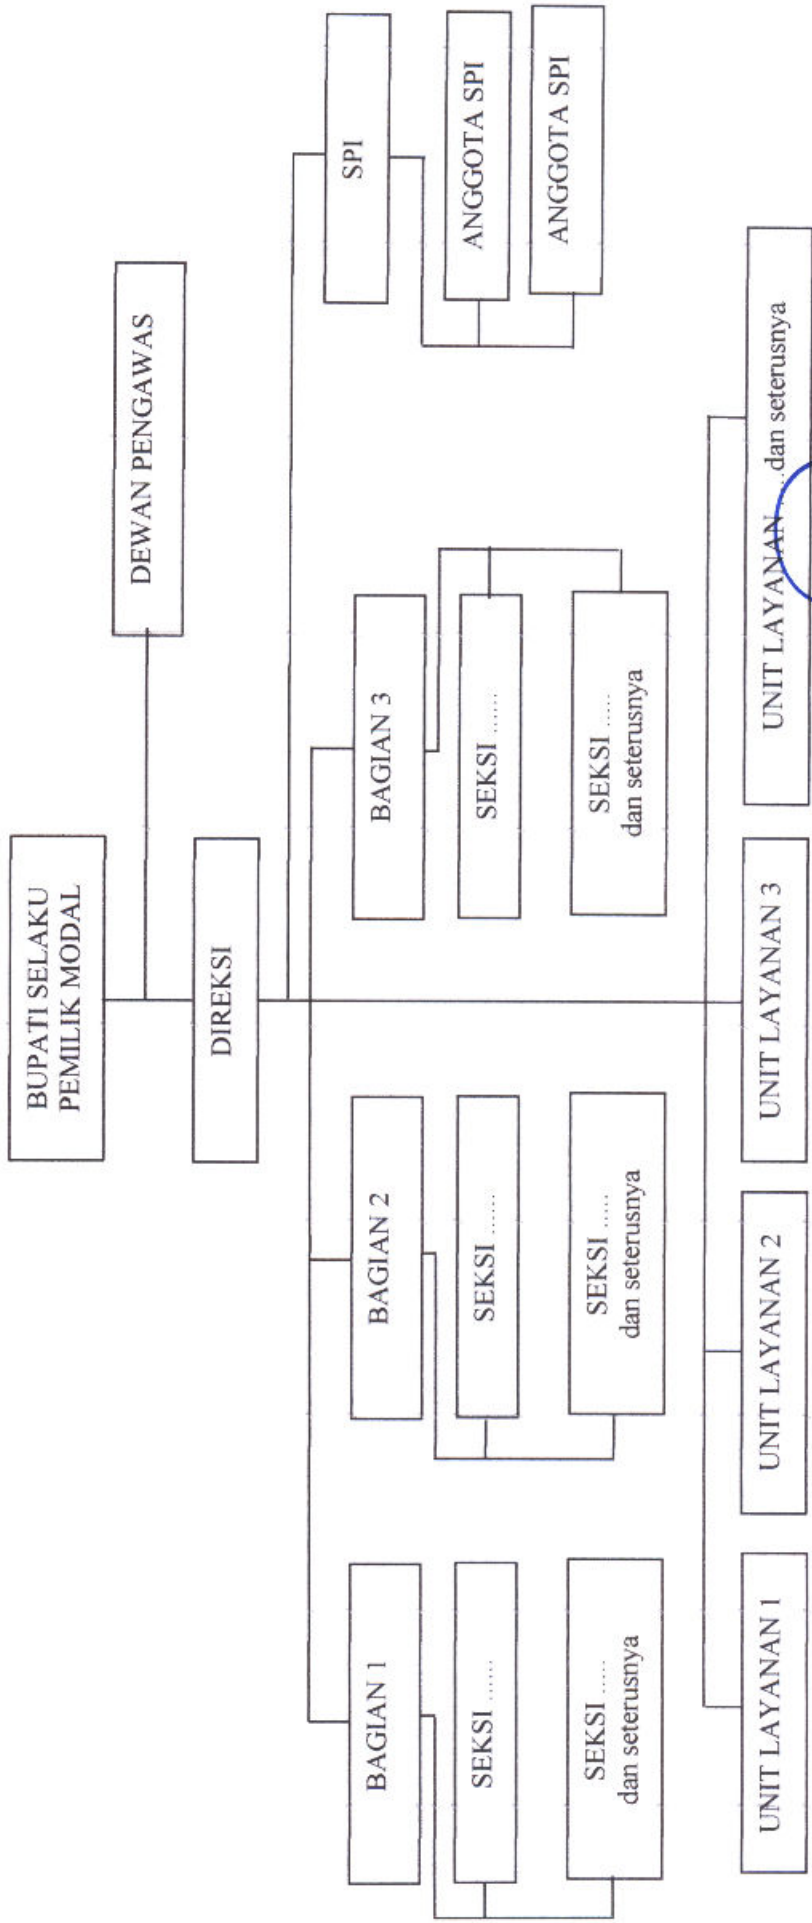 BUPATI SELAKU
PEMILIK MODAL
DEWAN PENGAWAS
DIREKSI
SPI
ANGGOTA SPI
ANGGOTA SPI
BAGIAN 1
SEKSI ......
SEKSI .....
dan seterusnya
BAGIAN 2
SEKSI ......
SEKSI .....
dan seterusnya
BAGIAN 3
SEKSI ......
SEKSI .....
dan seterusnya
UNIT LAYANAN 1
UNIT LAYANAN 2
UNIT LAYANAN 3
UNIT LAYANAN ....dan seterusnya